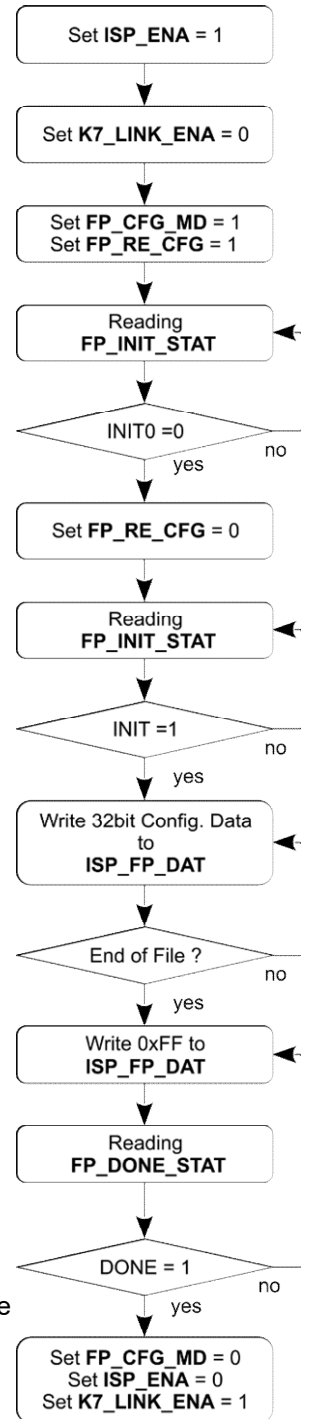 Set ISP_ENA = 1
Set K7_LINK_ENA = 0
Set FP_CFG_MD = 1
Set FP_RE_CFG = 1
Reading
FP_INIT_STAT
INIT0 =0
no
yes
Set FP_RE_CFG = 0
Reading
FP_INIT_STAT
INIT =1
no
yes
Write 32bit Config. Data
to
ISP_FP_DAT
End of File ?
no
yes
Write 0xFF to
ISP_FP_DAT
Reading
FP_DONE_STAT
DONE = 1
no
yes
e
Set FP_CFG_MD = 0
Set ISP_ENA = 0
Set K7_LINK_ENA = 1